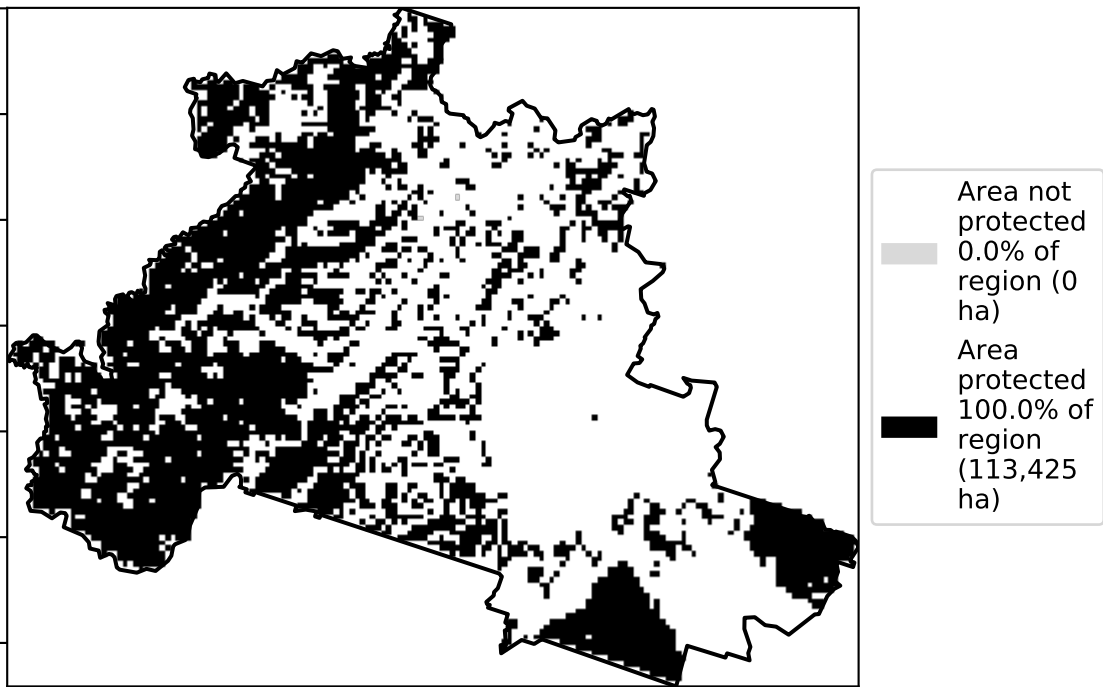 Area not
protected
0.0% of
region (0
ha)
Area
protected
100.0% of
region
(113,425
ha)